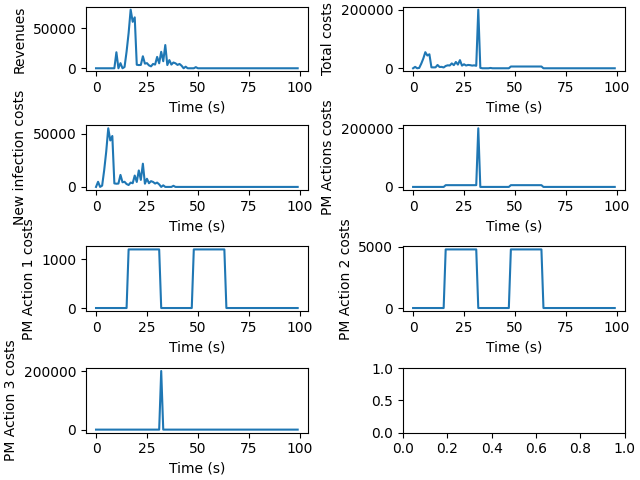 Revenues
50000
0
0 25 50 75 100
Time (s)
Total costs
200000
0
0 25 50 75 100
Time (s)
New infection costs
50000
0
0 25 50 75 100
Time (s)
PM Actions costs
200000
0
0 25 50 75 100
Time (s)
PM Action 1 costs
1000
0
0 25 50 75 100
Time (s)
PM Action 2 costs
5000
0
0 25 50 75 100
Time (s)
PM Action 3 costs
200000
0
0 25 50 75 100
Time (s)
1.0
0.5
0.0
0.0 0.2 0.4 0.6 0.8 1.0